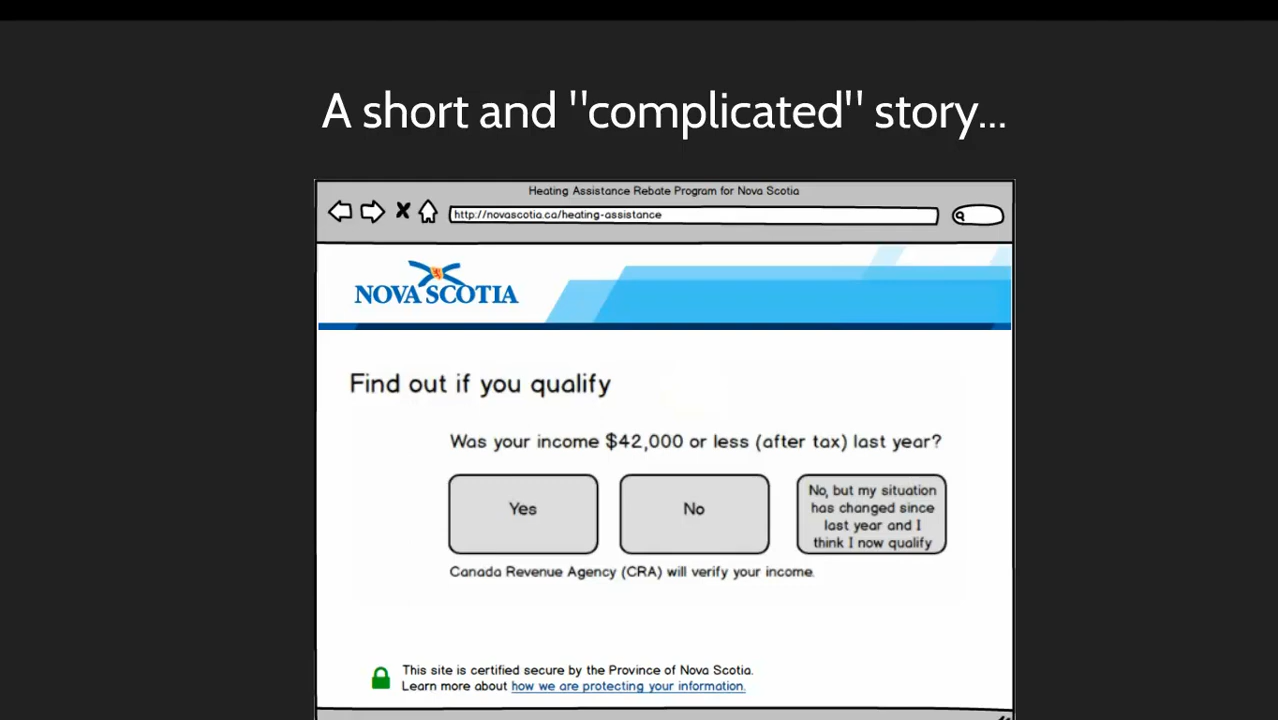 A short and "complicated" story...
Heating Assistance Rebate Program for Nova Scotia
http://novascotia.ca/heating-assistance
NOVA SCOTIA
Find out if you qualify
Was your income $42,000 or less (after tax) last year?
Yes
No
No, but my situation
has changed since
last year and I
think I now qualify
Canada Revenue Agency (CRA) will verify your income.
This site is certified secure by the Province of Nova Scotia.
Learn more about how we are protecting your information.